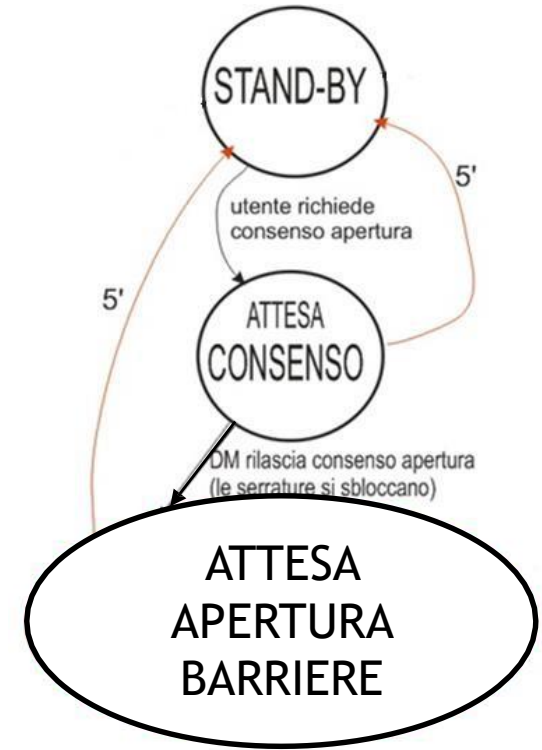 STAND-BY
5'
utente richiede
consenso apertura
5'
ATTESA
CONSENSO
DM rilascia consenso apertura
(le serrature si sbloccano)
ATTESA
APERTURA
BARRIERE